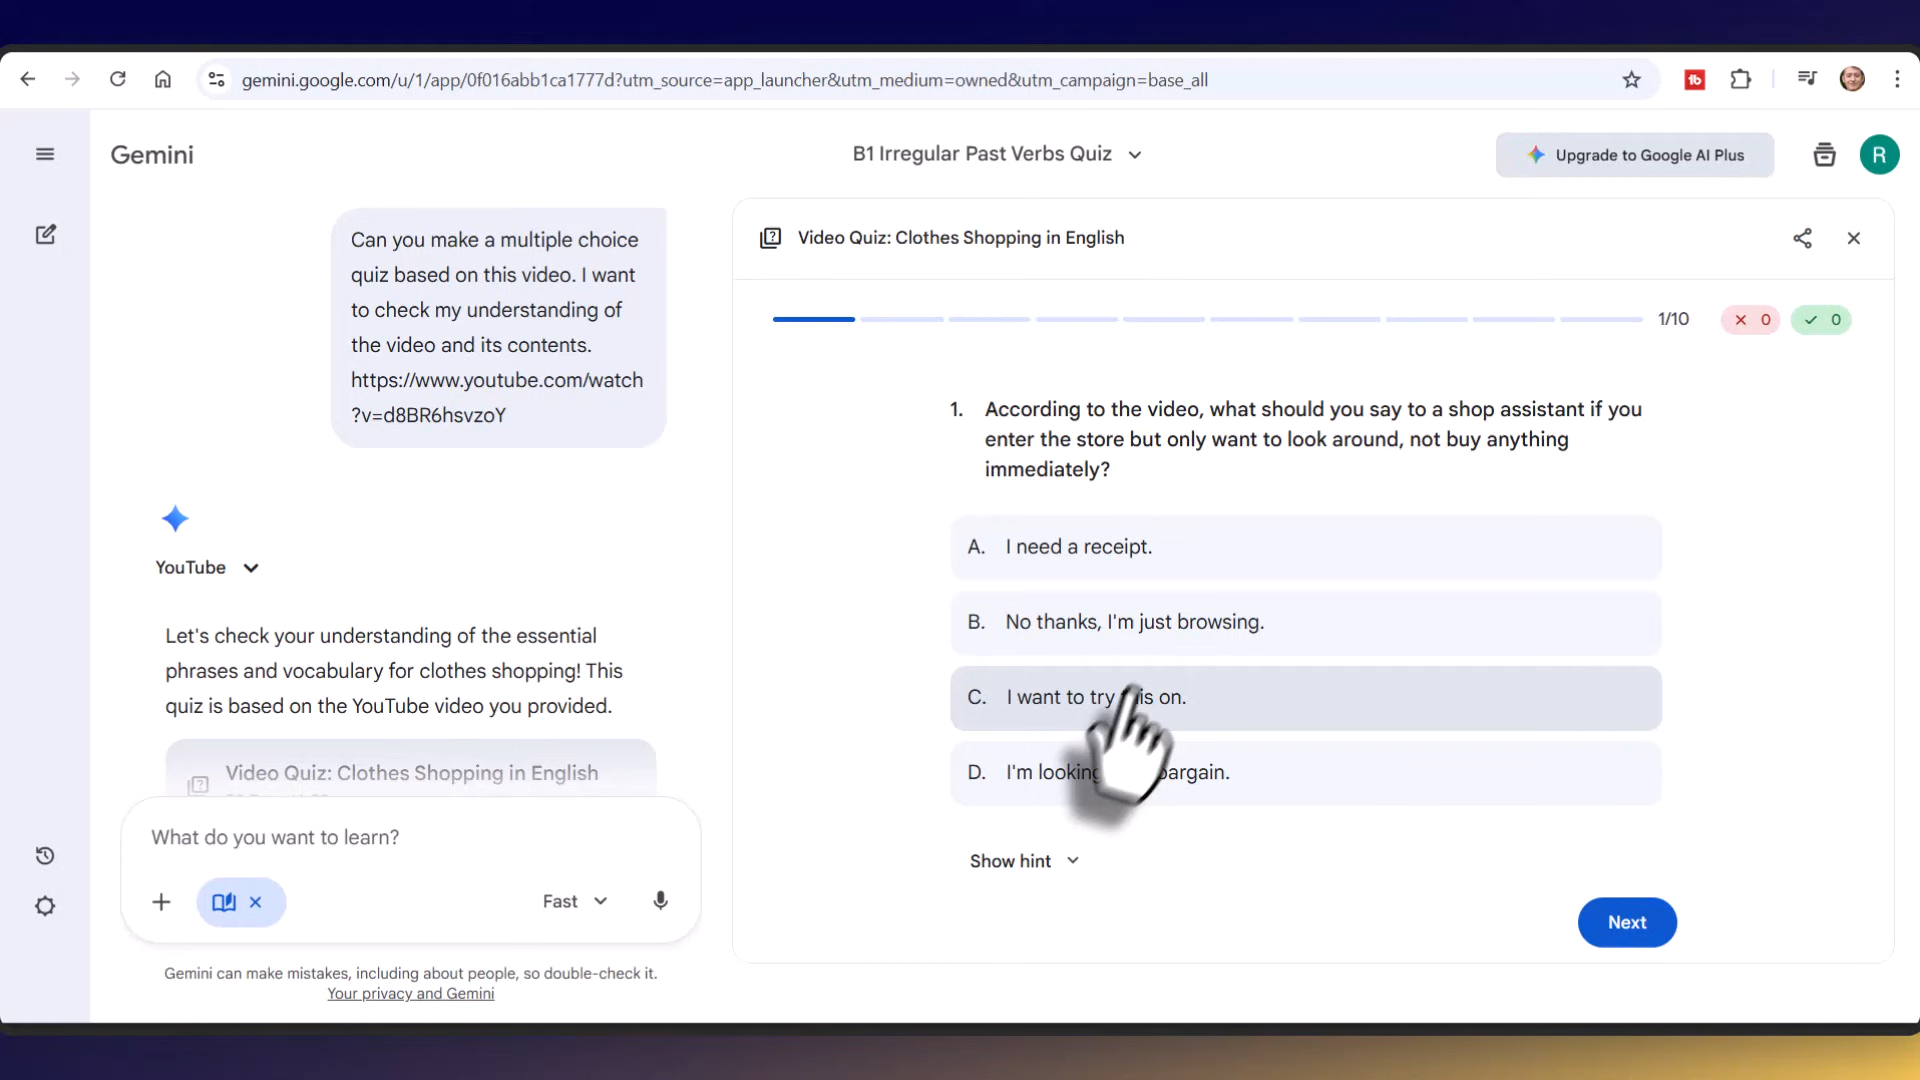 gemini.google.com/u/1/app/0f016abb1ca1777d?utm_source=app_launcher&utm_medium=owned&utm_campaign=base_all
Gemini
B1 Irregular Past Verbs Quiz
Upgrade to Google AI Plus
R
Can you make a multiple choice
quiz based on this video. I want
to check my understanding of
the video and its contents.
https://www.youtube.com/watch
?v=d8BR6hsvzoY
YouTube
Let's check your understanding of the essential
phrases and vocabulary for clothes shopping! This
quiz is based on the YouTube video you provided.
Video Quiz: Clothes Shopping in English
What do you want to learn?
Fast
Gemini can make mistakes, including about people, so double-check it.
Your privacy and Gemini
Video Quiz: Clothes Shopping in English
1/10
0
0
1. According to the video, what should you say to a shop assistant if you
enter the store but only want to look around, not buy anything
immediately?
A. I need a receipt.
B. No thanks, I'm just browsing.
C. I want to try this on.
D. I'm looking bargain.
Show hint
Next